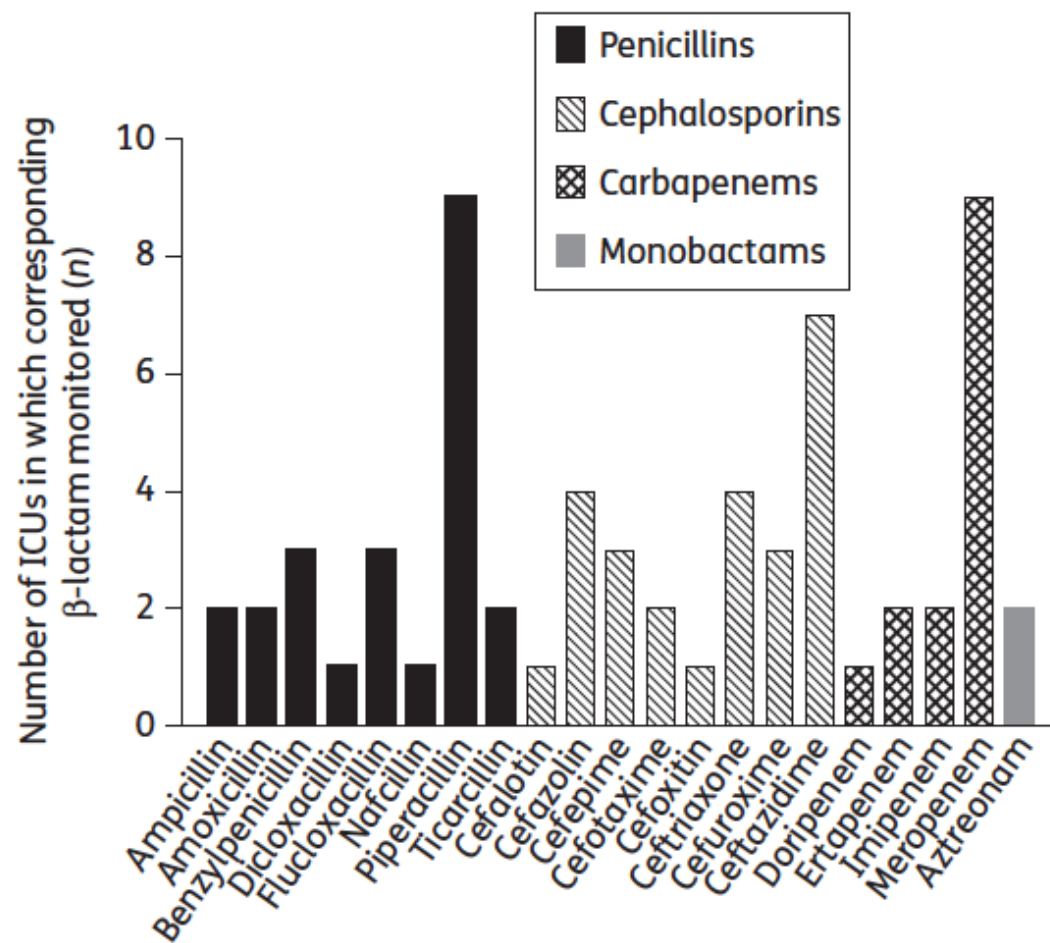 Penicillins
Cephalosporins
Carbapenems
Monobactams
Number of ICUs in which corresponding
β-lactam monitored (n)
10
8
6
4
2
0
Ampicillin
Amoxicillin
Benzylpenicillin
Dicloxacillin
Flucloxacillin
Nafcillin
Piperacillin
Ticarcillin
Cefalotin
Cefazolin
Cefepime
Cefotaxime
Cefoxitin
Ceftriaxone
Cefuroxime
Ceftazidime
Doripenem
Ertapenem
Imipenem
Meropenem
Aztreonam